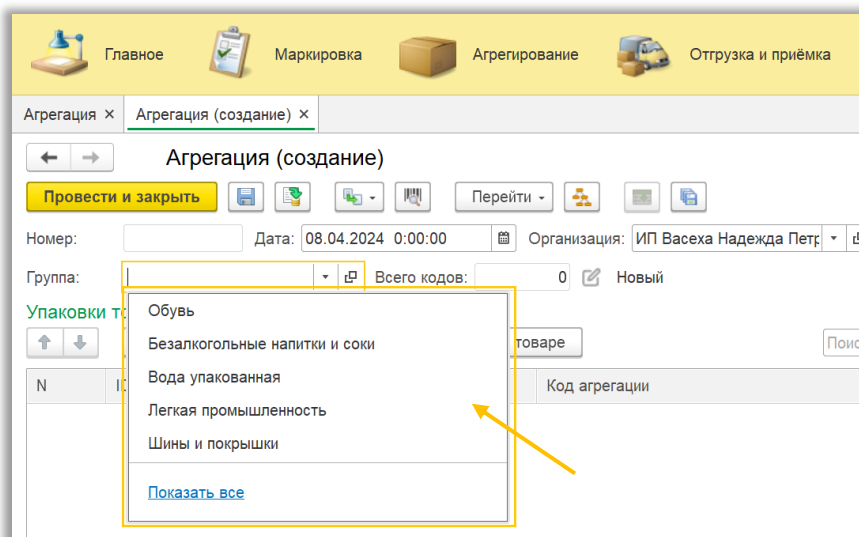 Главное Маркировка Агрегирование Отгрузка и приёмка
Агрегация × Агрегация (создание) ×
Агрегация (создание)
Провести и закрыть Перейти
Номер: Дата: 08.04.2024 0:00:00 Организация: ИП Васеха Надежда Петр
Группа: Всего кодов: 0 Новый
Упаковки
Обувь
Безалкогольные напитки и соки товаре Поис
Вода упакованная
N Код агрегации
Легкая промышленность
Шины и покрышки
Показать все